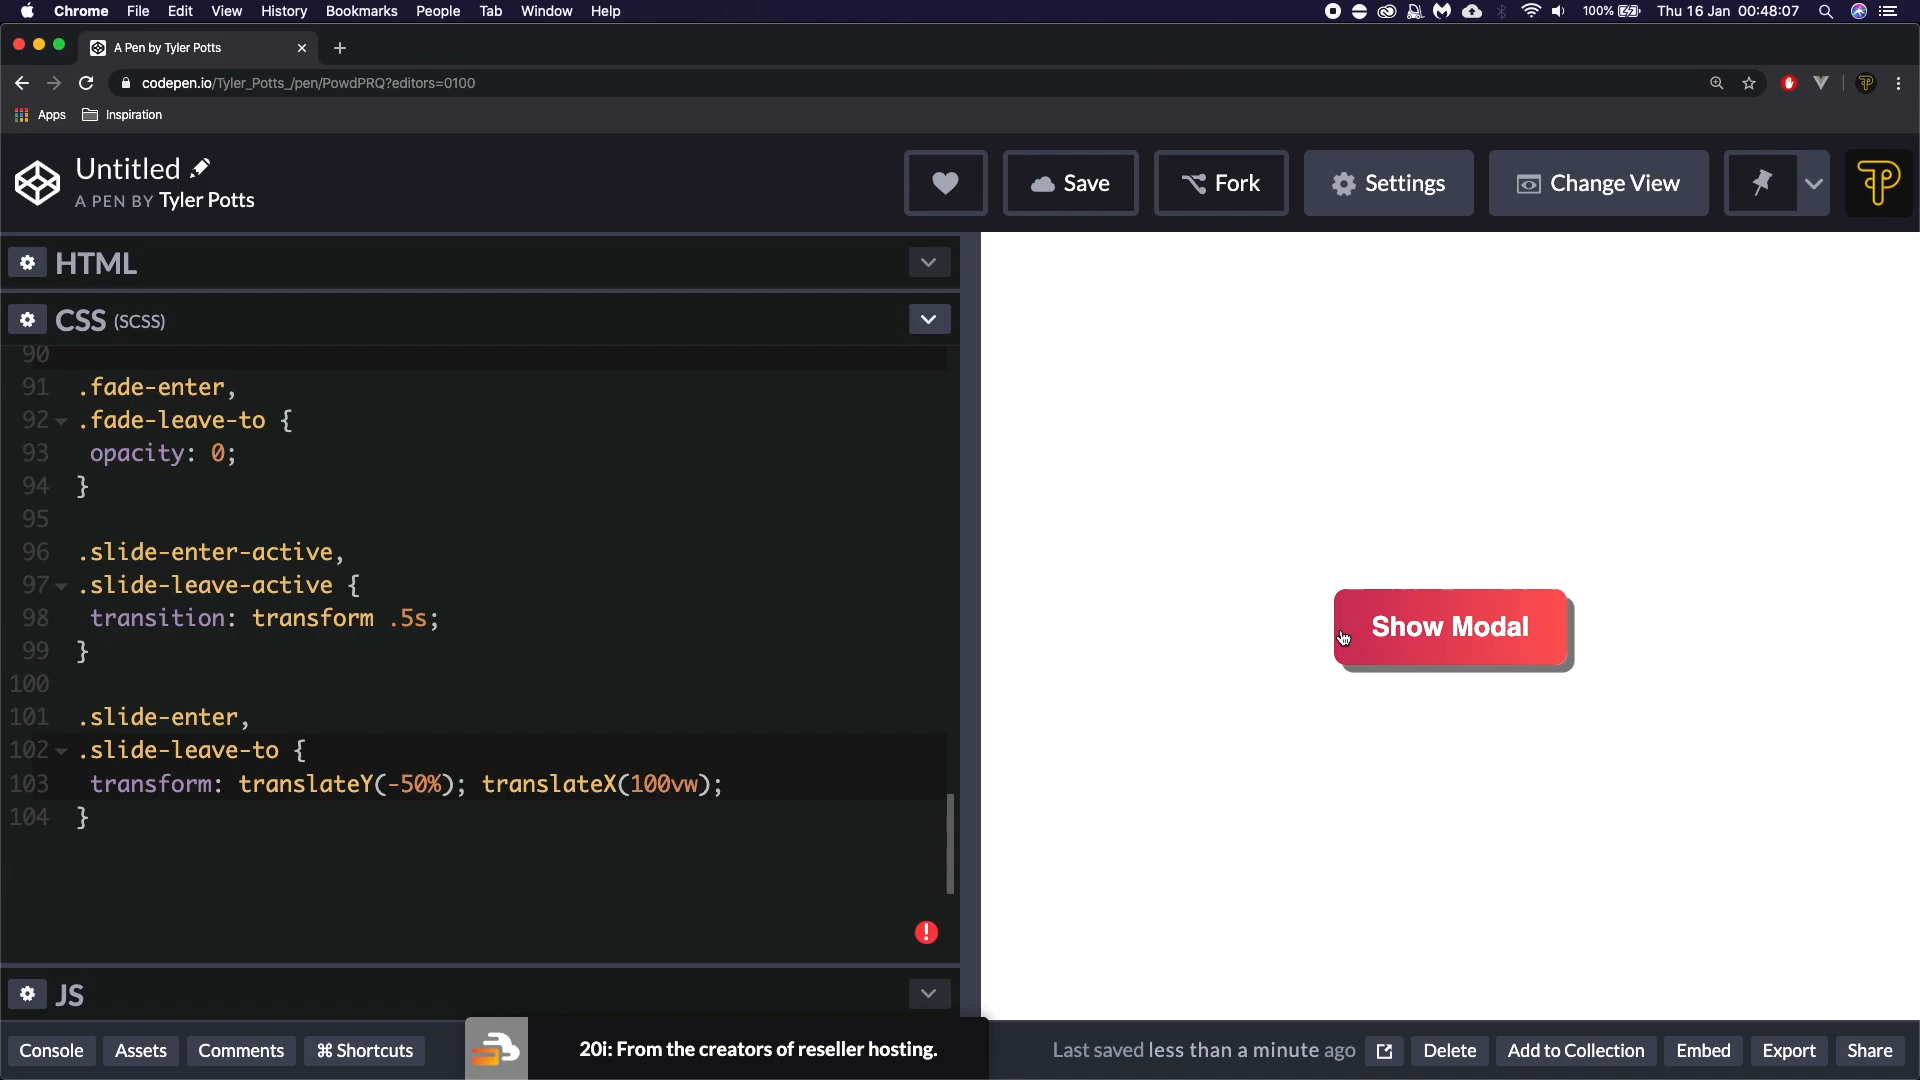 Chrome File Edit View History Bookmarks People Tab Window Help 100% Thu 16 Jan 00:48:07
A Pen by Tyler Potts
codepen.io/Tyler_Potts_/pen/PowdPRQ?editors=0100
Apps Inspiration
Untitled
A PEN BY Tyler Potts
Save Fork Settings Change View
HTML
CSS (SCSS)
90
91 .fade-enter,
92 .fade-leave-to {
93 opacity: 0;
94 }
95
96 .slide-enter-active,
97 .slide-leave-active {
98 transition: transform .5s;
99 }
100
101 .slide-enter,
102 .slide-leave-to {
103 transform: translateY(-50%); translateX(100vw);
104 }
Show Modal
JS
Console Assets Comments ⌘ Shortcuts 20i: From the creators of reseller hosting. Last saved less than a minute ago Delete Add to Collection Embed Export Share